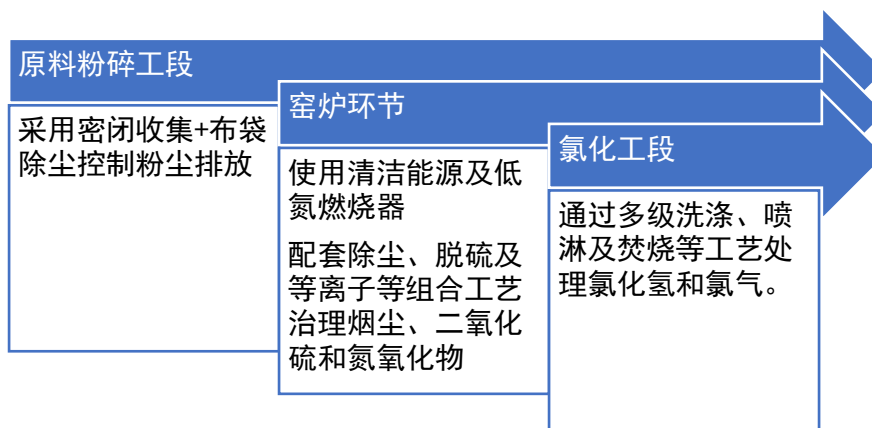 原料粉碎工段
采用密闭收集+布袋
除尘控制粉尘排放
窑炉环节
使用清洁能源及低
氮燃烧器
配套除尘、脱硫及
等离子等组合工艺
治理烟尘、二氧化
硫和氮氧化物
氯化工段
通过多级洗涤、喷
淋及焚烧等工艺处
理氯化氢和氯气。